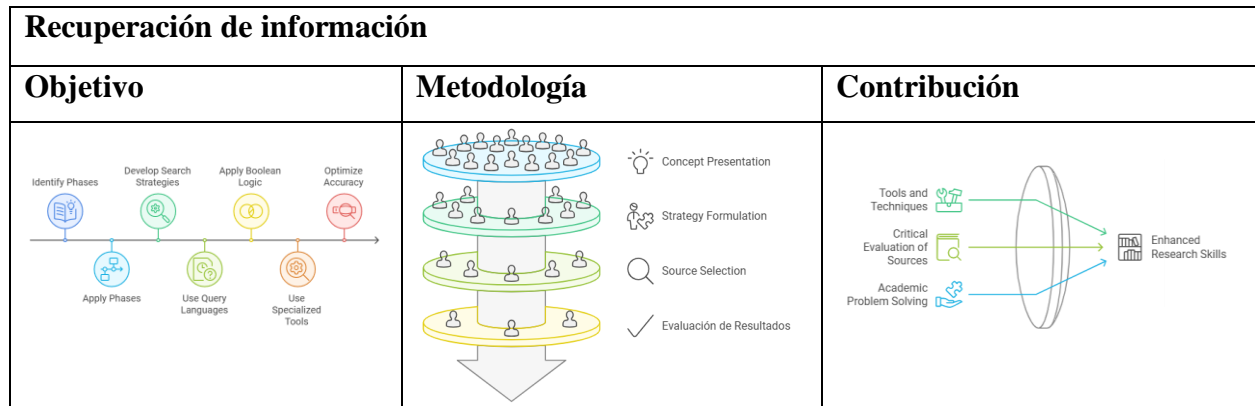 Recuperación de información
Objetivo
Metodología
Contribución
Identify Phases
Develop Search
Strategies
Apply Boolean
Logic
Optimize
Accuracy
Apply Phases
Use Query
Languages
Use
Specialized
Tools
Concept Presentation
Strategy Formulation
Source Selection
Evaluación de Resultados
Tools and
Techniques
Critical
Evaluation of
Sources
Academic
Problem Solving
Enhanced
Research Skills